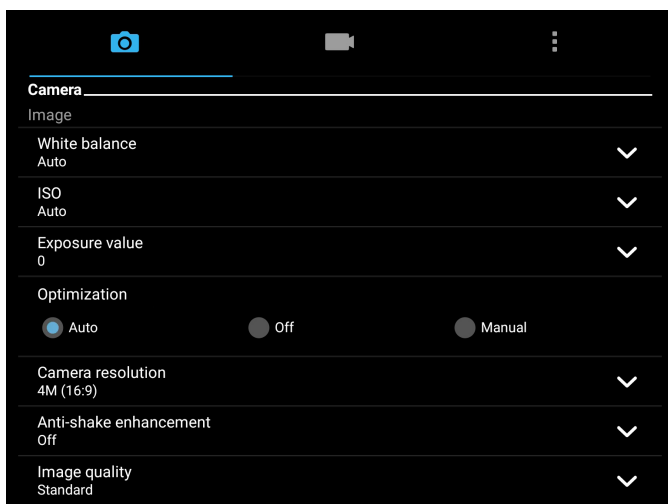 Camera
Image
White balance
Auto
ISO
Auto
Exposure value
0
Optimization
Auto Off Manual
Camera resolution
4M (16:9)
Anti-shake enhancement
Off
Image quality
Standard